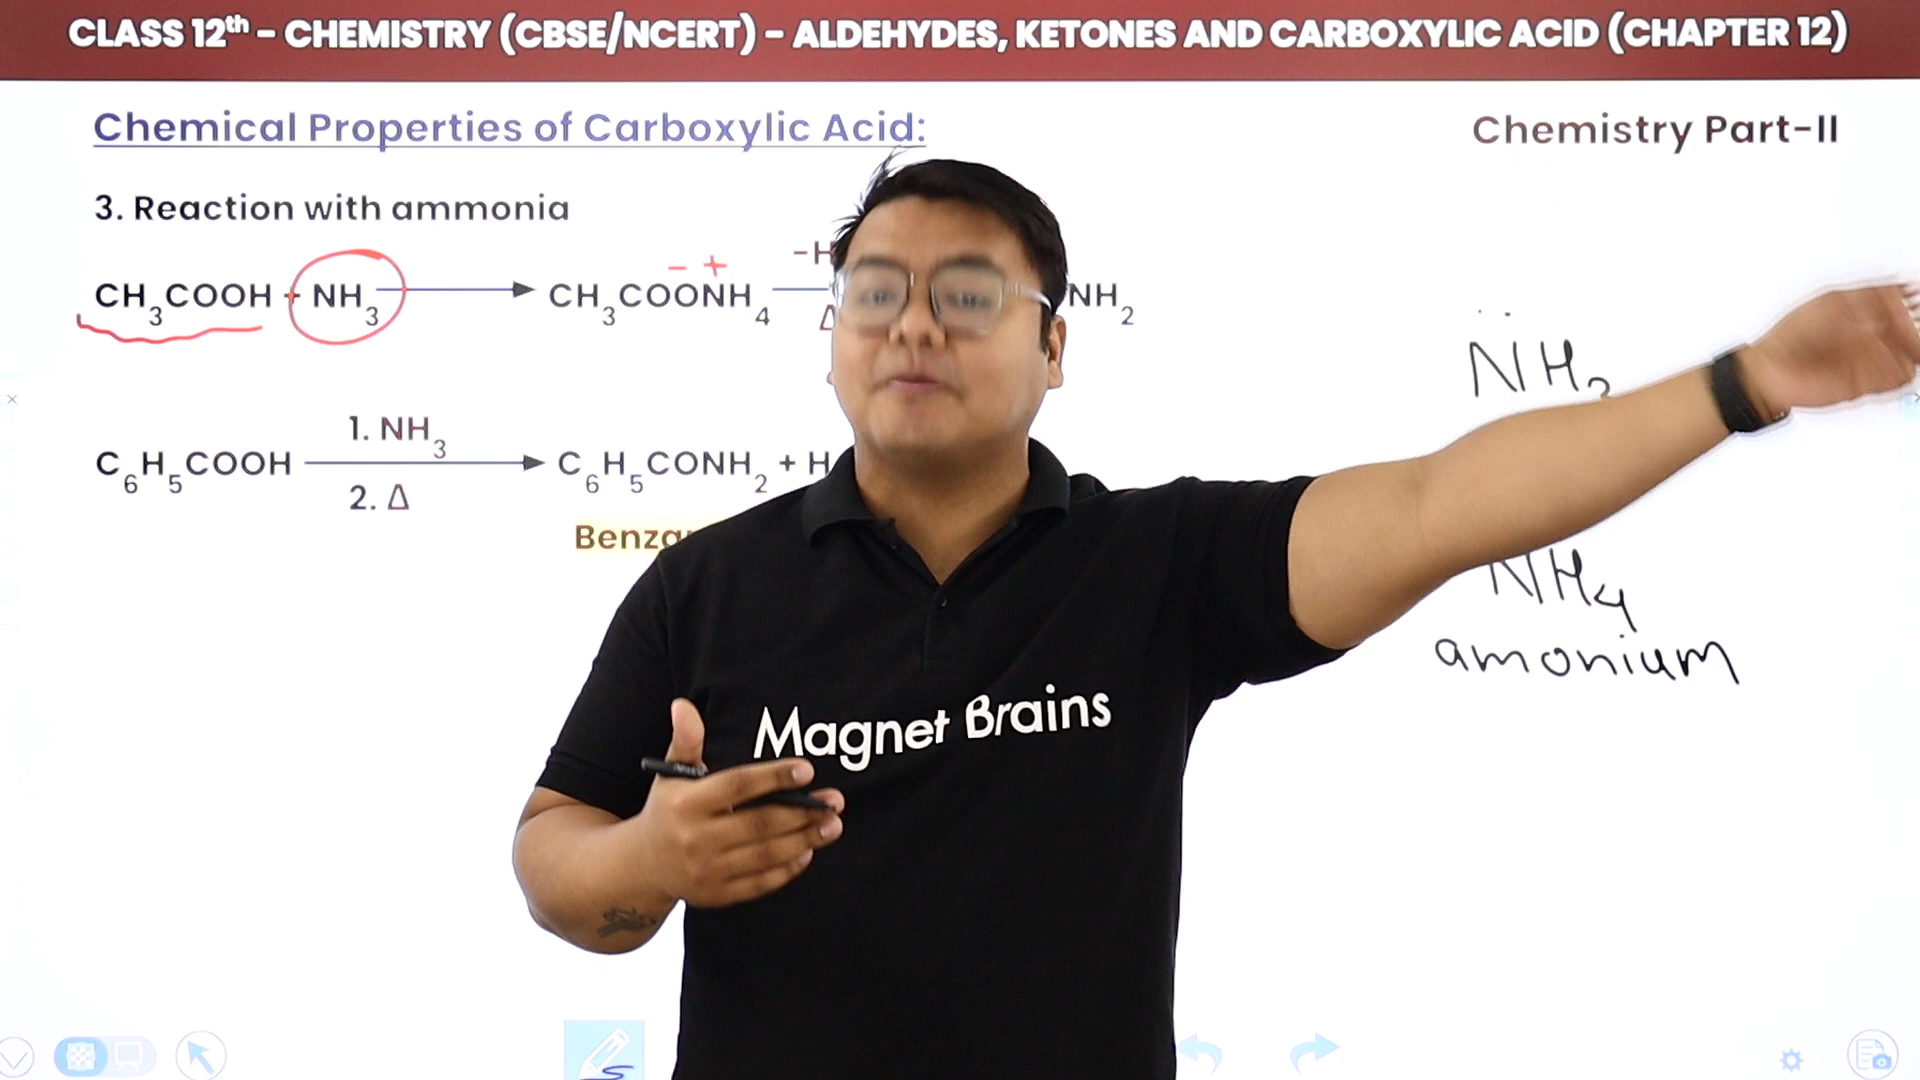 CLASS 12th - CHEMISTRY (CBSE/NCERT) - ALDEHYDES, KETONES AND CARBOXYLIC ACID (CHAPTER 12)
Chemical Properties of Carboxylic Acid:
Chemistry Part-II
3. Reaction with ammonia
- + -H
CH3COOH + NH3 → CH3COONH4 → NH2
Δ
NH
1. NH3
C6H5COOH → C6H5CONH2 + H
2. Δ
NH4
amonium
Magnet Brains